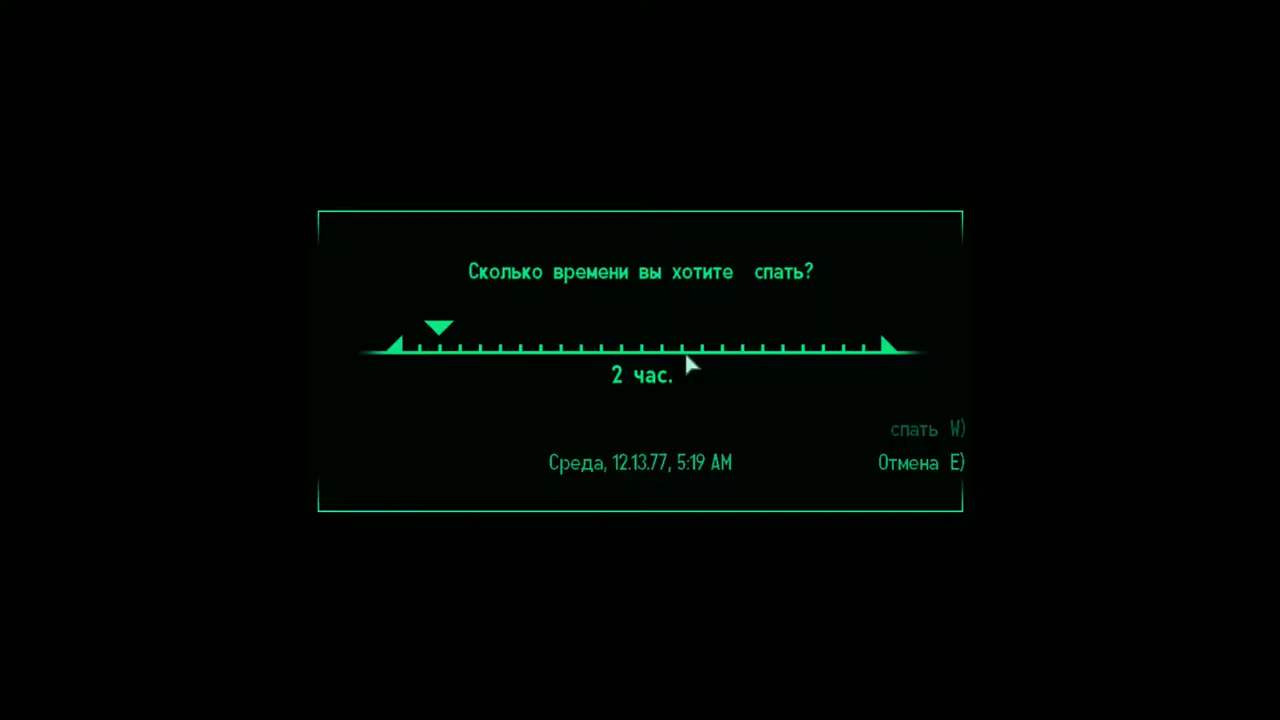 Сколько времени вы хотите спать?
2 час.
спать W)
Среда, 12.13.77, 5:19 AM
Отмена E)